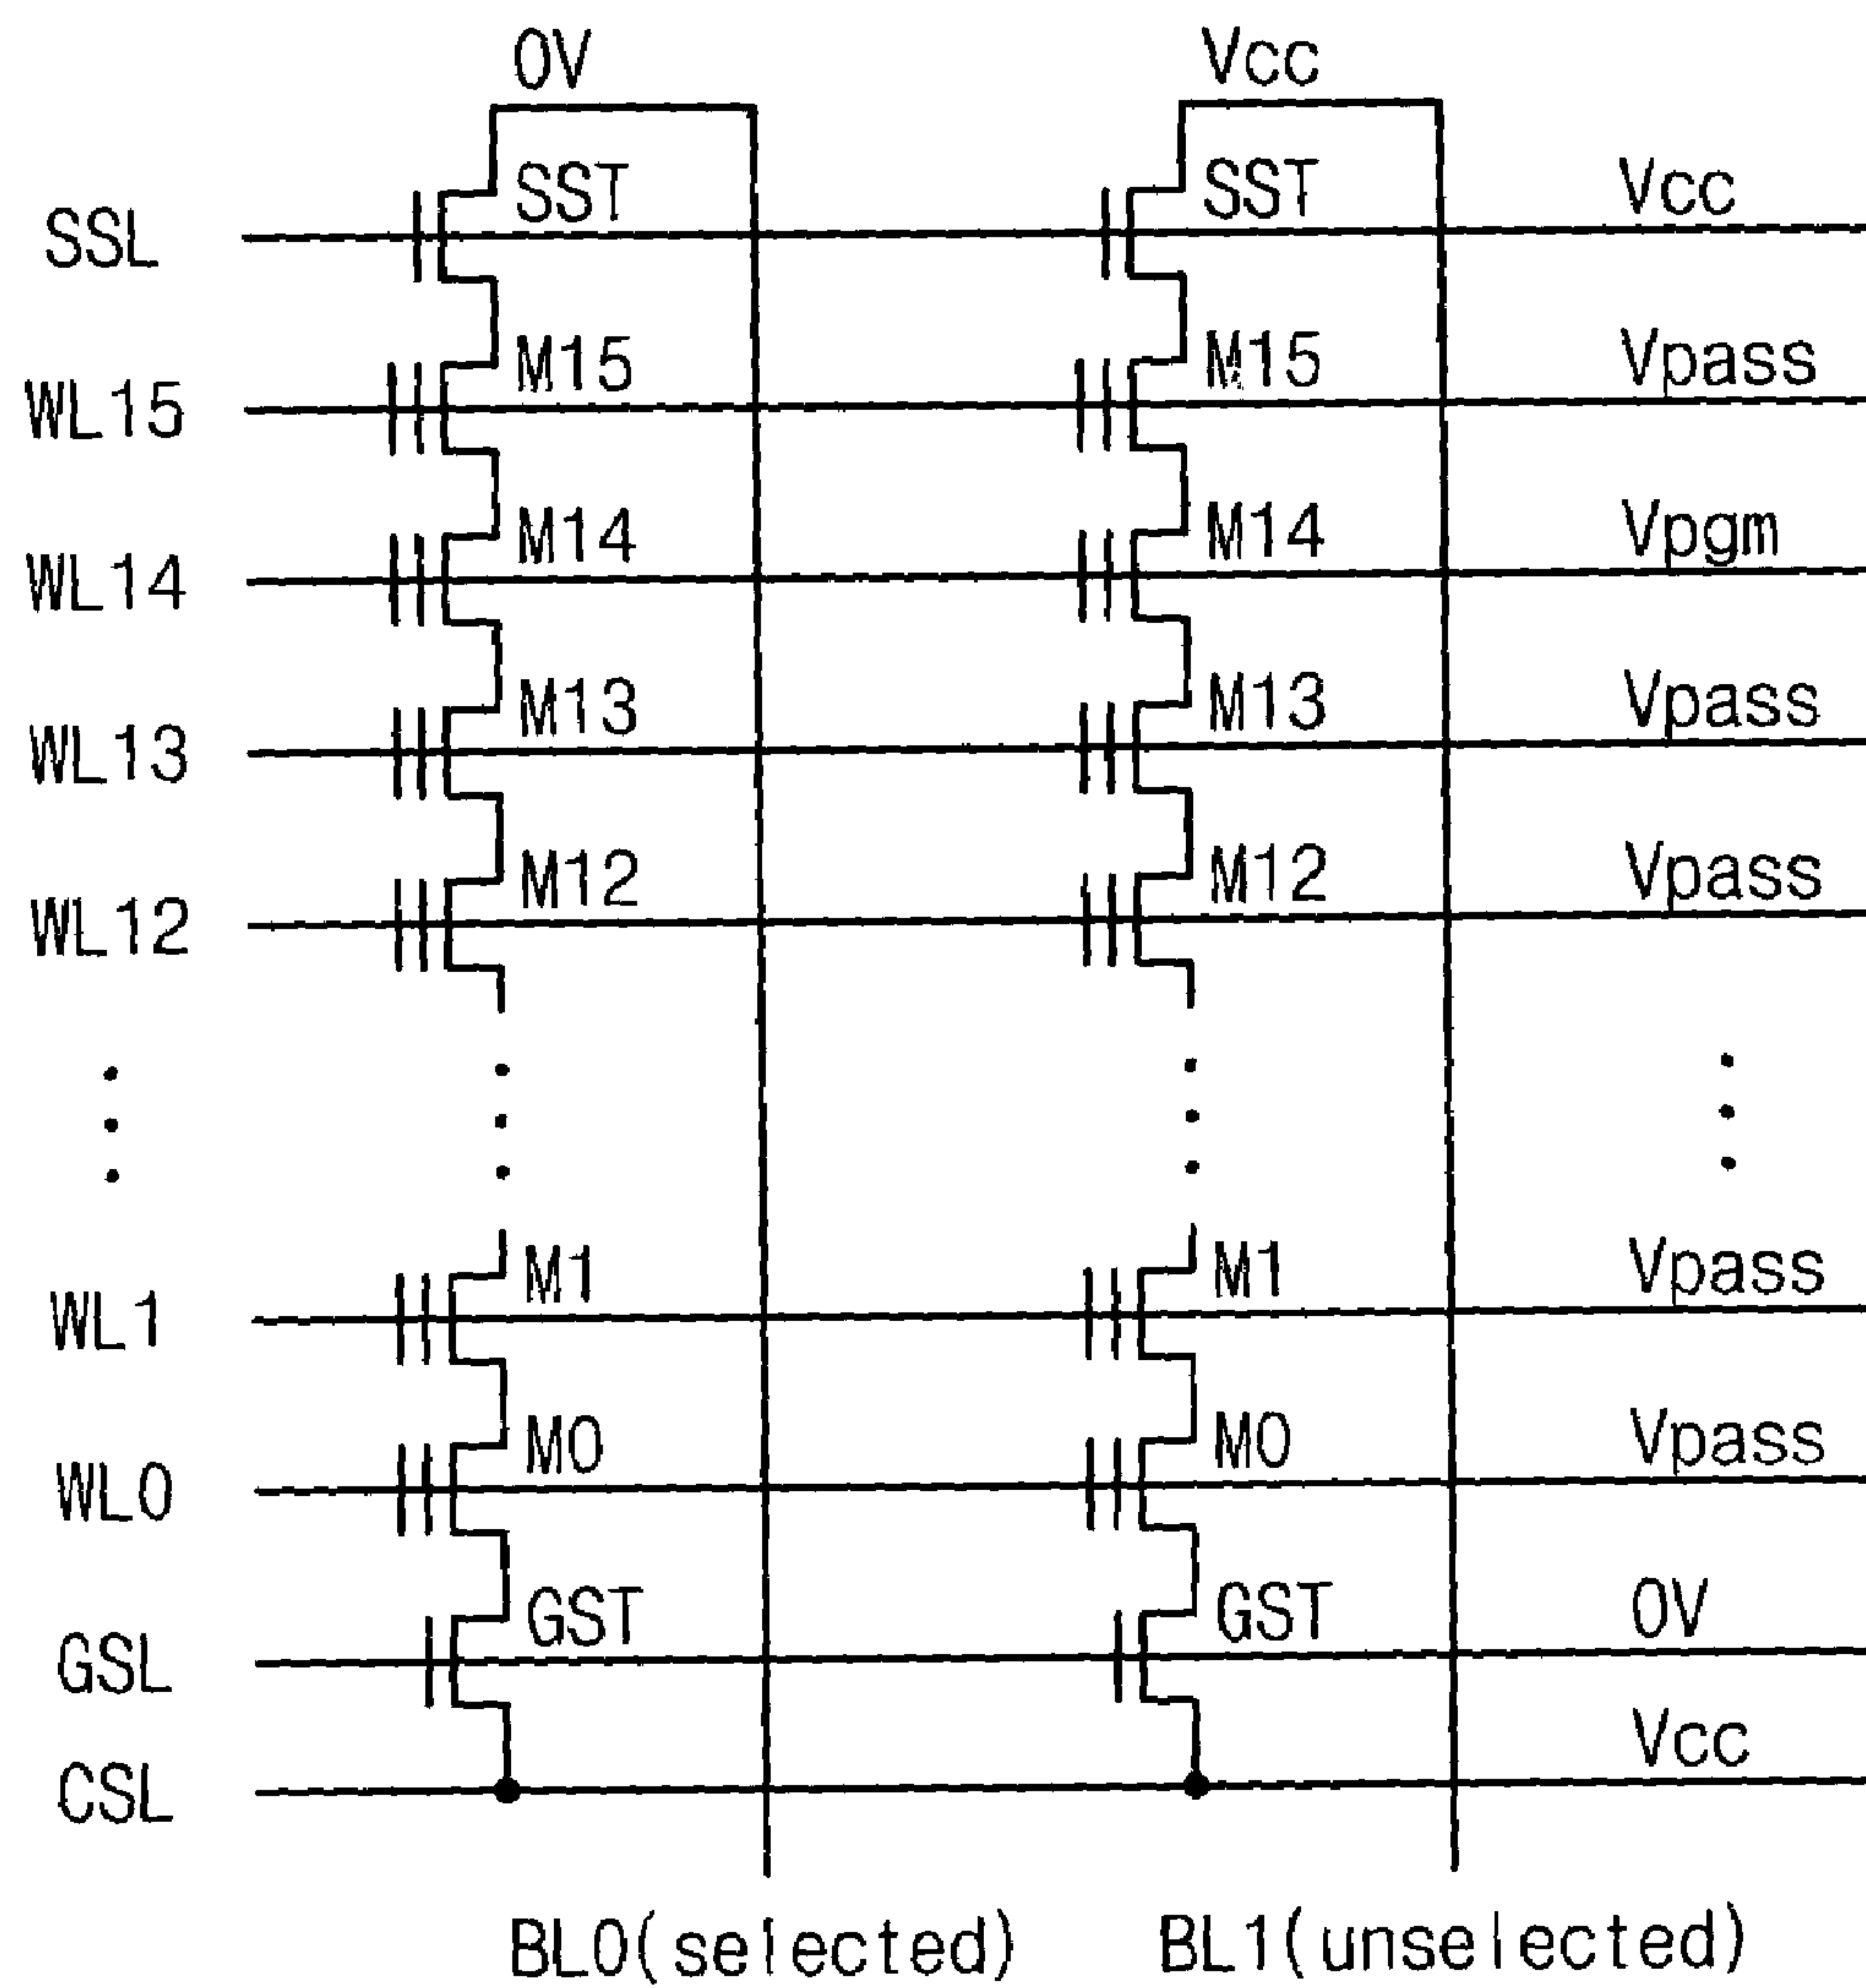 0V Vcc
SSL SST SST Vcc
WL15 M15 M15 Vpass
WL14 M14 M14 Vpgm
WL13 M13 M13 Vpass
WL12 M12 M12 Vpass
WL1 M1 M1 Vpass
WL0 M0 M0 Vpass
GSL GST GST 0V
CSL Vcc
BL0(selected) BL1(unselected)